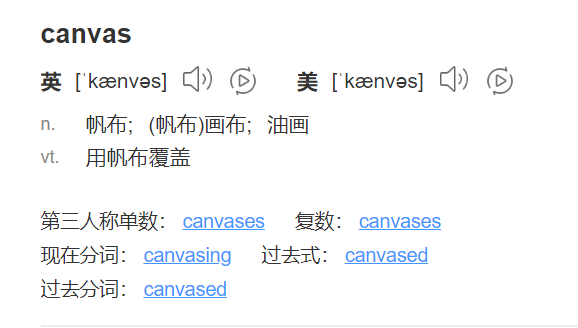 canvas
英 [ˈkænvəs] 美 [ˈkænvəs]
n. 帆布; (帆布)画布; 油画
vt. 用帆布覆盖
第三人称单数: canvases 复数: canvases
现在分词: canvasing 过去式: canvased
过去分词: canvased